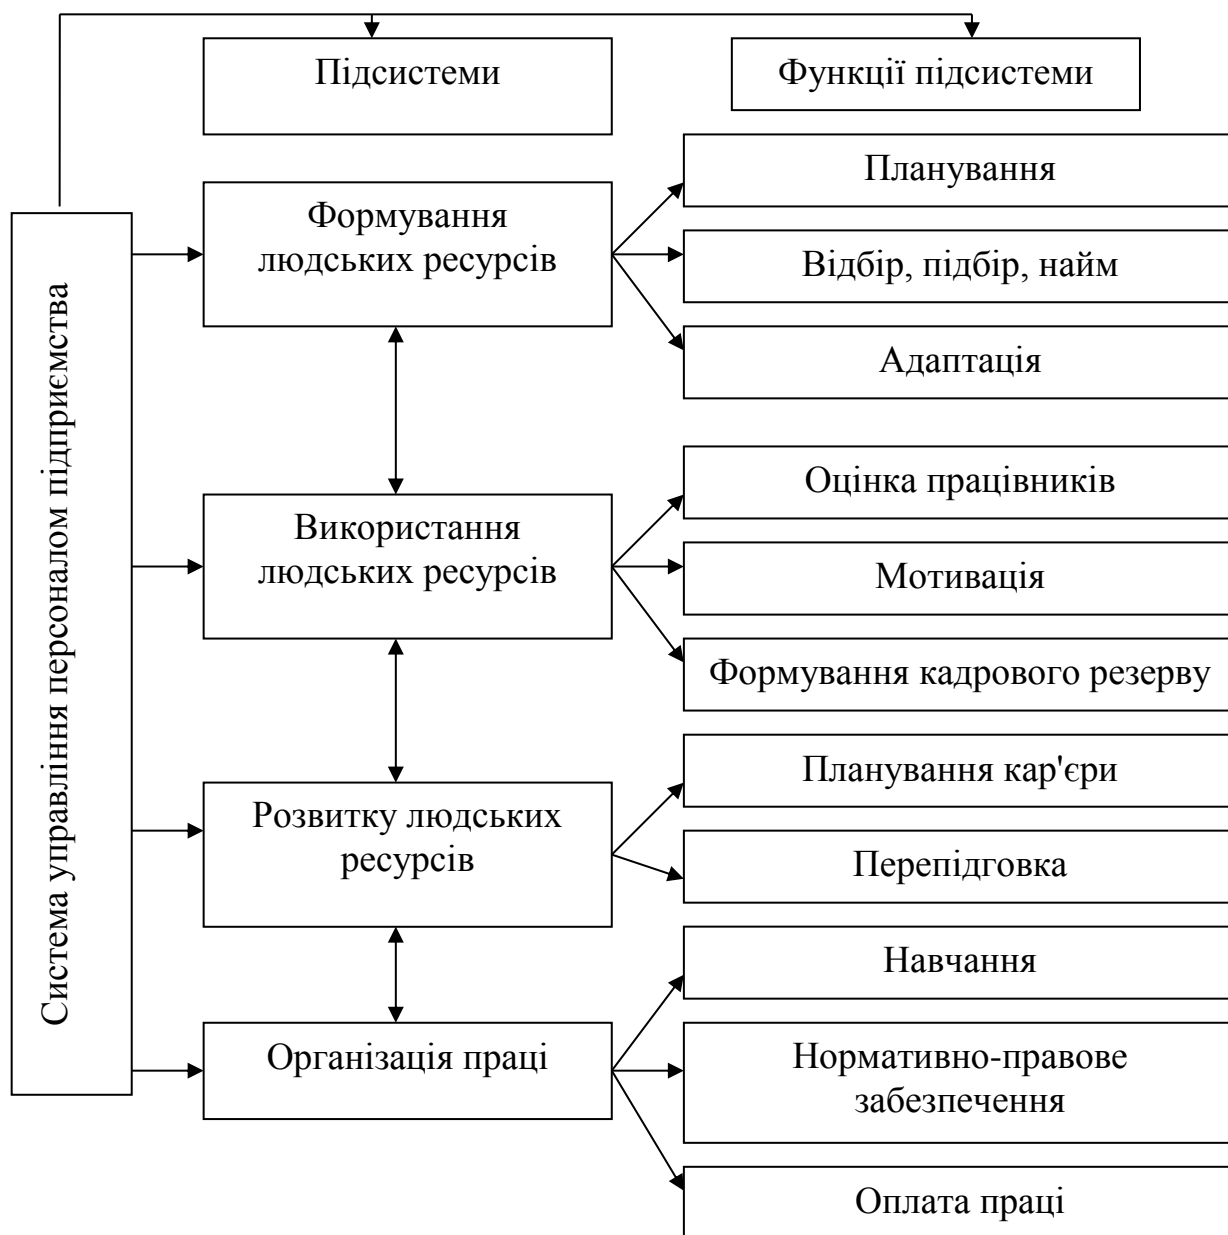 Підсистеми
Функції підсистеми
Система управління персоналом підприємства
Формування
людських ресурсів
Планування
Відбір, підбір, найм
Адаптація
Використання
людських ресурсів
Оцінка працівників
Мотивація
Формування кадрового резерву
Розвитку людських
ресурсів
Планування кар'єри
Перепідговка
Організація праці
Навчання
Нормативно-правове
забезпечення
Оплата праці